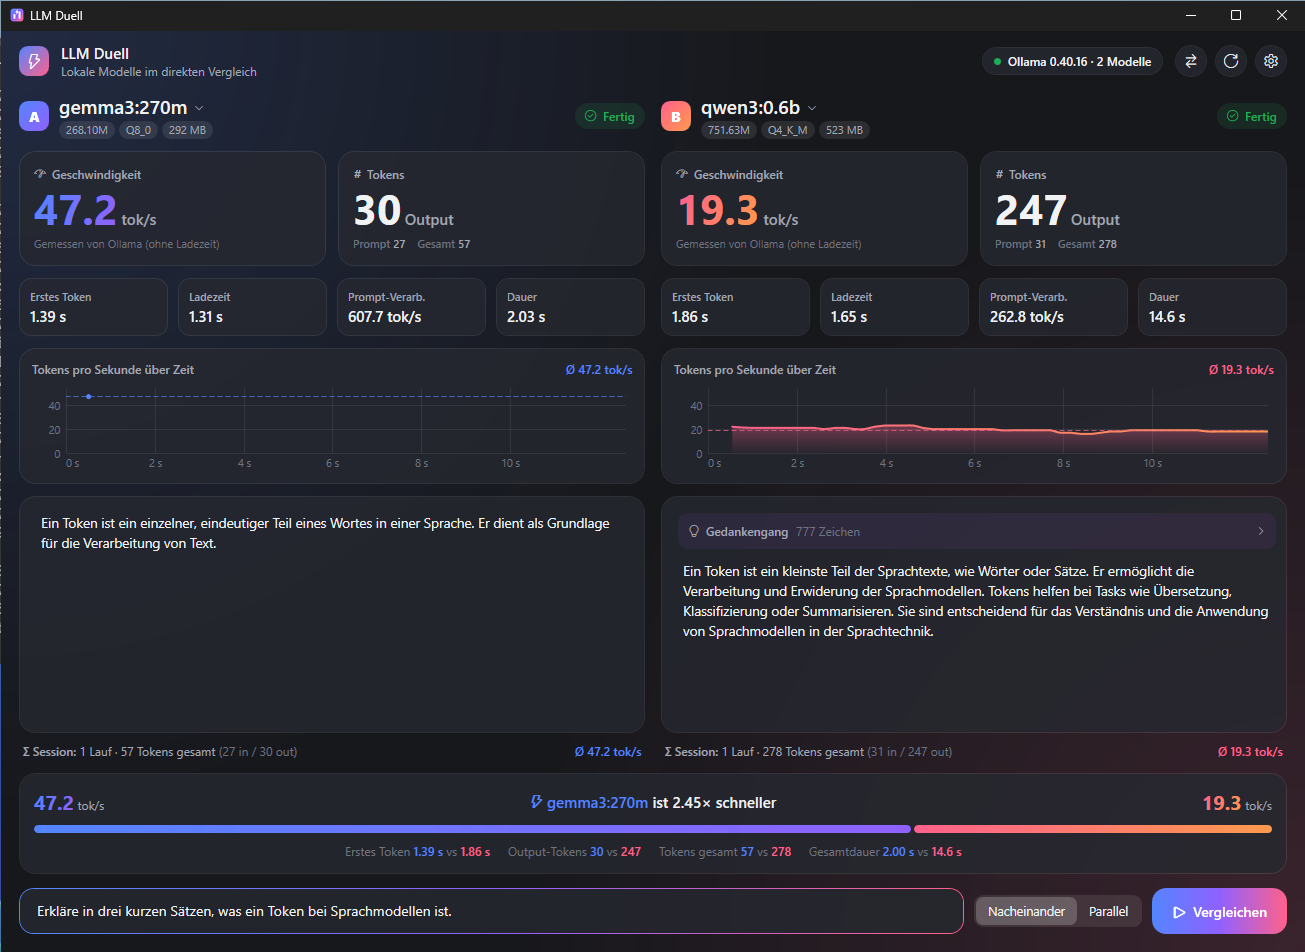 LLM Duell
LLM Duell
Lokale Modelle im direkten Vergleich
Ollama 0.40.16 · 2 Modelle
A
gemma3:270m
268.10M
Q8_0
292 MB
Fertig
B
qwen3:0.6b
751.63M
Q4_K_M
523 MB
Fertig
Geschwindigkeit
47.2 tok/s
Gemessen von Ollama (ohne Ladezeit)
# Tokens
30 Output
Prompt 27 Gesamt 57
Geschwindigkeit
19.3 tok/s
Gemessen von Ollama (ohne Ladezeit)
# Tokens
247 Output
Prompt 31 Gesamt 278
Erstes Token
1.39 s
Ladezeit
1.31 s
Prompt-Verarb.
607.7 tok/s
Dauer
2.03 s
Erstes Token
1.86 s
Ladezeit
1.65 s
Prompt-Verarb.
262.8 tok/s
Dauer
14.6 s
Tokens pro Sekunde über Zeit
Ø 47.2 tok/s
40
20
0
0 s
2 s
4 s
6 s
8 s
10 s
Tokens pro Sekunde über Zeit
Ø 19.3 tok/s
40
20
0
0 s
2 s
4 s
6 s
8 s
10 s
Ein Token ist ein einzelner, eindeutiger Teil eines Wortes in einer Sprache. Er dient als Grundlage
für die Verarbeitung von Text.
Gedankengang 777 Zeichen
Ein Token ist ein kleinste Teil der Sprachtexte, wie Wörter oder Sätze. Er ermöglicht die
Verarbeitung und Erwiderung der Sprachmodellen. Tokens helfen bei Tasks wie Übersetzung,
Klassifizierung oder Summarisieren. Sie sind entscheidend für das Verständnis und die Anwendung
von Sprachmodellen in der Sprachtechnik.
Σ Session: 1 Lauf · 57 Tokens gesamt (27 in / 30 out)
Ø 47.2 tok/s
Σ Session: 1 Lauf · 278 Tokens gesamt (31 in / 247 out)
Ø 19.3 tok/s
47.2 tok/s
gemma3:270m ist 2.45× schneller
19.3 tok/s
Erstes Token 1.39 s vs 1.86 s Output-Tokens 30 vs 247 Tokens gesamt 57 vs 278 Gesamtdauer 2.00 s vs 14.6 s
Erkläre in drei kurzen Sätzen, was ein Token bei Sprachmodellen ist.
Nacheinander
Parallel
Vergleichen